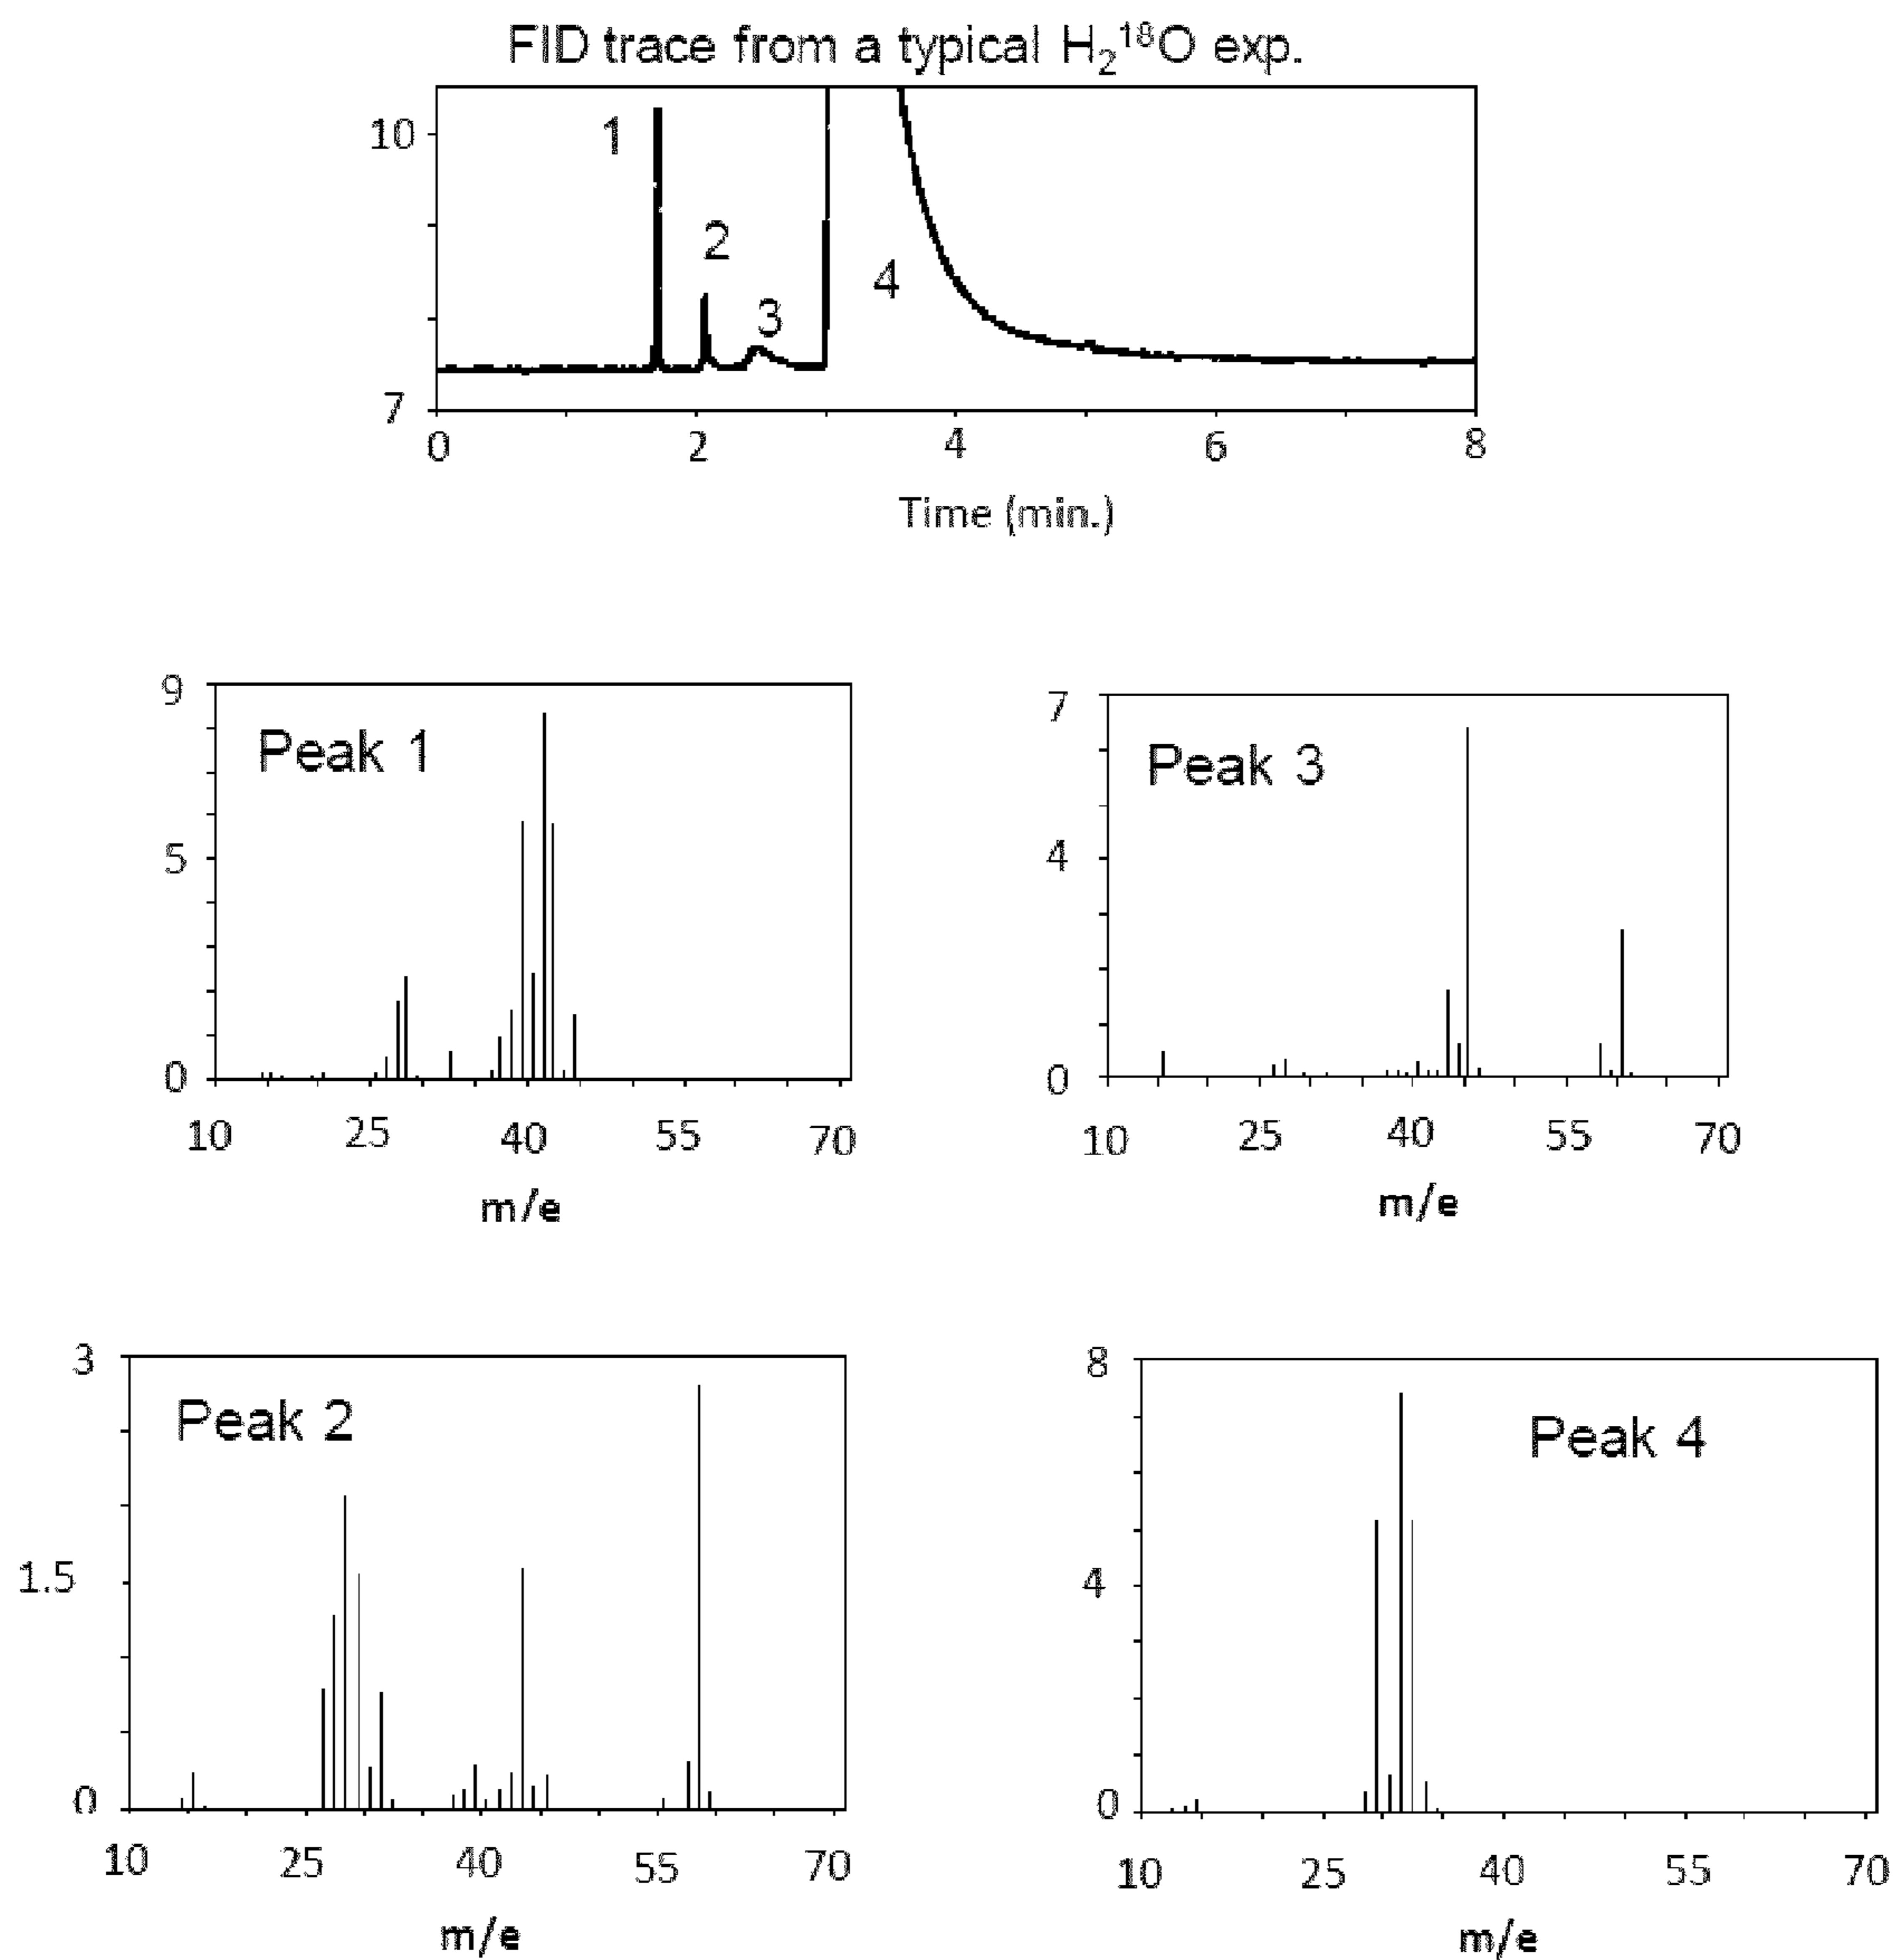 FID trace from a typical H₂¹⁸O exp.
10
7
1
2
3
4
0 2 4 6 8
Time (min.)
Peak 1
9
5
0
10 25 40 55 70
m/e
Peak 3
7
4
0
10 25 40 55 70
m/e
Peak 2
3
1.5
0
10 25 40 55 70
m/e
Peak 4
8
4
0
10 25 40 55 70
m/e